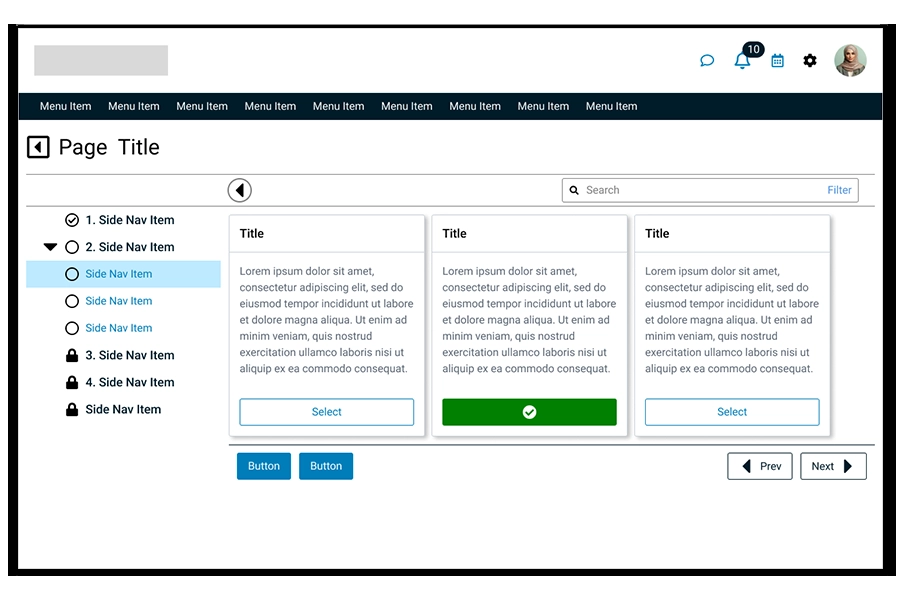 10
Menu Item Menu Item Menu Item Menu Item Menu Item Menu Item Menu Item Menu Item Menu Item
Page Title
Search Filter
1. Side Nav Item
2. Side Nav Item
Side Nav Item
Side Nav Item
Side Nav Item
3. Side Nav Item
4. Side Nav Item
Side Nav Item
Title
Lorem ipsum dolor sit amet,
consectetur adipiscing elit, sed do
eiusmod tempor incididunt ut labore
et dolore magna aliqua. Ut enim ad
minim veniam, quis nostrud
exercitation ullamco laboris nisi ut
aliquip ex ea commodo consequat.
Select
Title
Lorem ipsum dolor sit amet,
consectetur adipiscing elit, sed do
eiusmod tempor incididunt ut labore
et dolore magna aliqua. Ut enim ad
minim veniam, quis nostrud
exercitation ullamco laboris nisi ut
aliquip ex ea commodo consequat.
Title
Lorem ipsum dolor sit amet,
consectetur adipiscing elit, sed do
eiusmod tempor incididunt ut labore
et dolore magna aliqua. Ut enim ad
minim veniam, quis nostrud
exercitation ullamco laboris nisi ut
aliquip ex ea commodo consequat.
Select
Button Button Prev Next